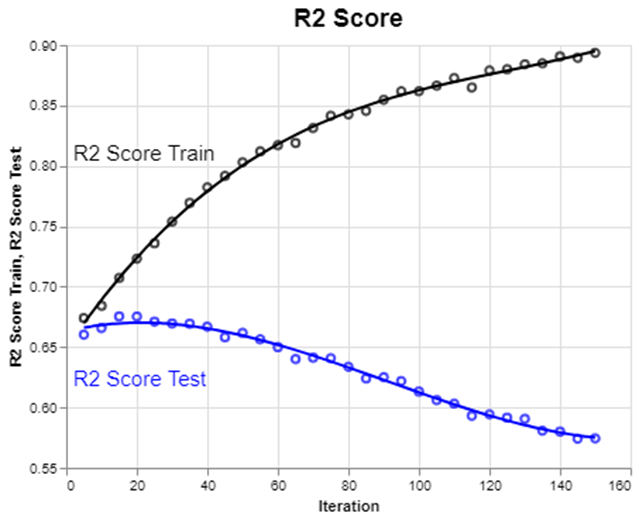 R2 Score
R2 Score Train, R2 Score Test
0.90
0.85
0.80
0.75
0.70
0.65
0.60
0.55
R2 Score Train
R2 Score Test
0 20 40 60 80 100 120 140 160
Iteration